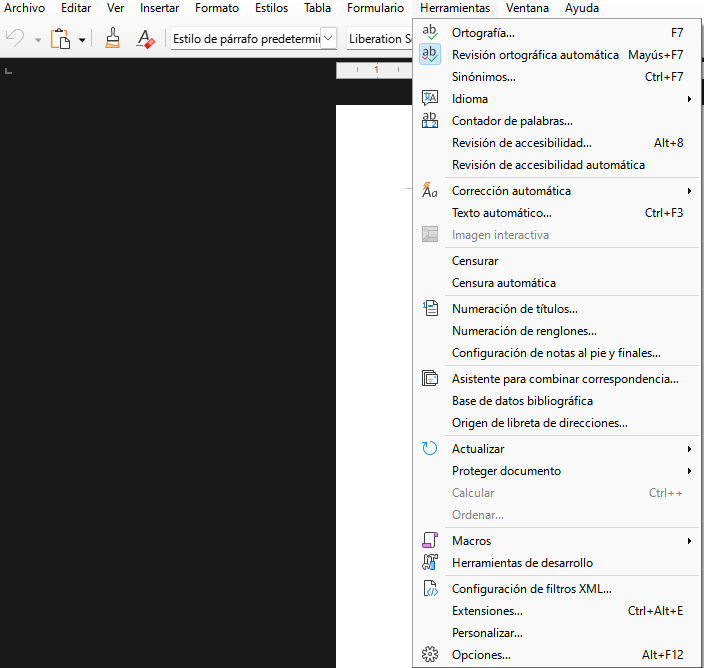 Archivo Editar Ver Insertar Formato Estilos Tabla Formulario Herramientas Ventana Ayuda
Estilo de párrafo predetermi Liberation S
1
Ortografía... F7
Revisión ortográfica automática Mayús+F7
Sinónimos... Ctrl+F7
Idioma
Contador de palabras...
Revisión de accesibilidad... Alt+8
Revisión de accesibilidad automática
Corrección automática
Texto automático... Ctrl+F3
Imagen interactiva
Censurar
Censura automática
Numeración de títulos...
Numeración de renglones...
Configuración de notas al pie y finales...
Asistente para combinar correspondencia...
Base de datos bibliográfica
Origen de libreta de direcciones...
Actualizar
Proteger documento
Calcular Ctrl++
Ordenar...
Macros
Herramientas de desarrollo
Configuración de filtros XML...
Extensiones... Ctrl+Alt+E
Personalizar...
Opciones... Alt+F12